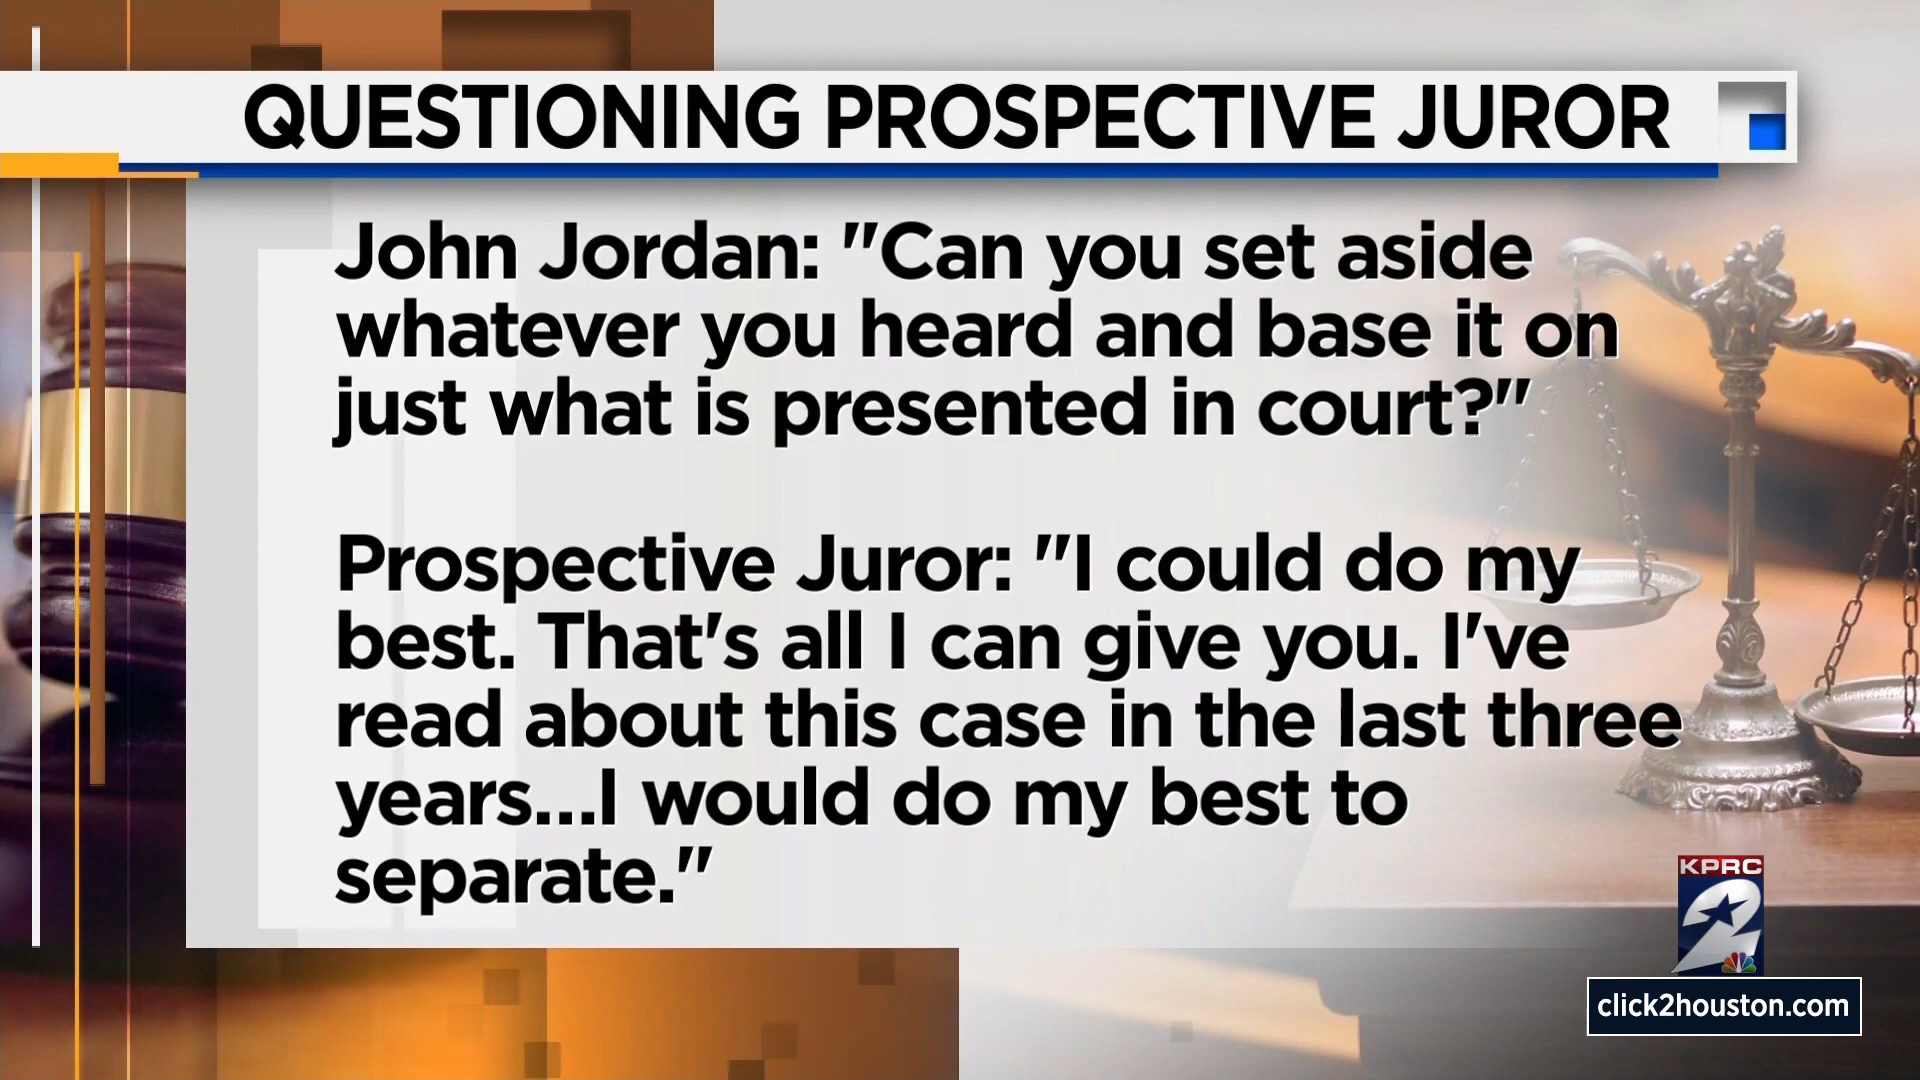 QUESTIONING PROSPECTIVE JUROR
John Jordan: "Can you set aside
whatever you heard and base it on
just what is presented in court?"
Prospective Juror: "I could do my
best. That's all I can give you. I've
read about this case in the last three
years...I would do my best to
separate."
KPRC
2
click2houston.com